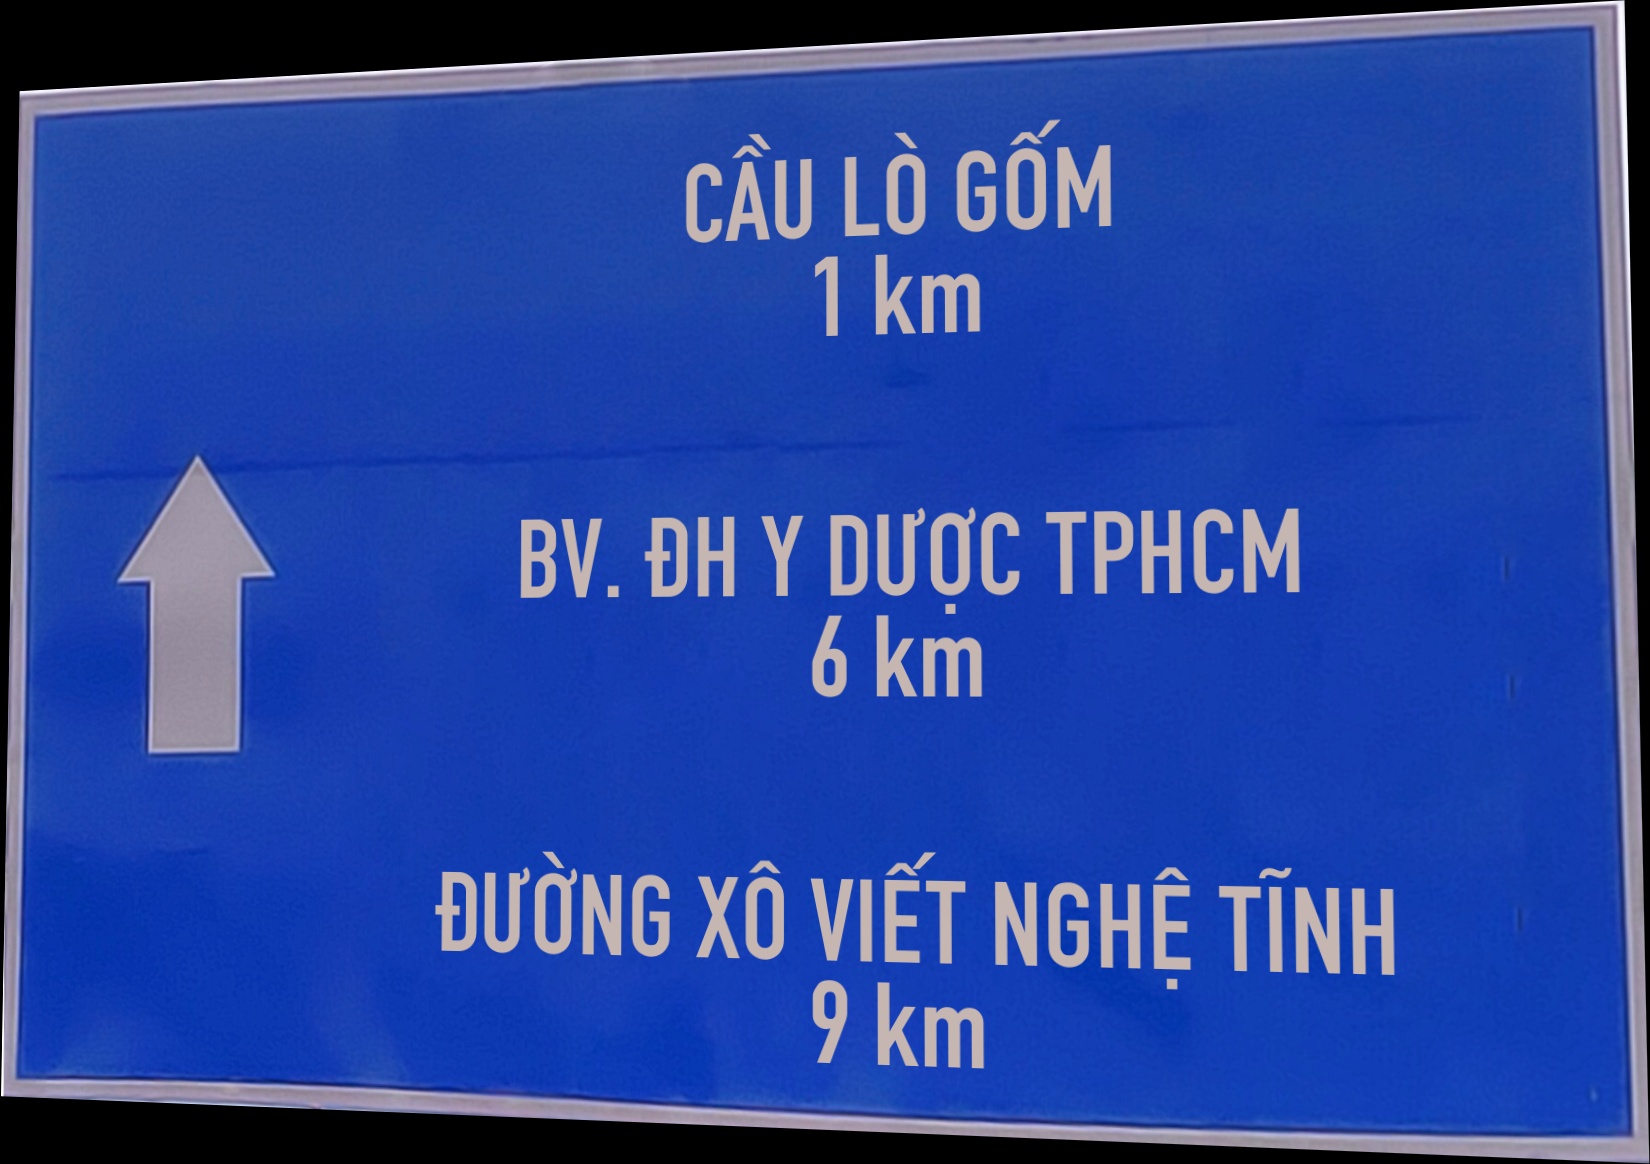 CẦU LÒ GỐM
1 km
BV. ĐH Y DƯỢC TPHCM
6 km
ĐƯỜNG XÔ VIẾT NGHỆ TĨNH
9 km